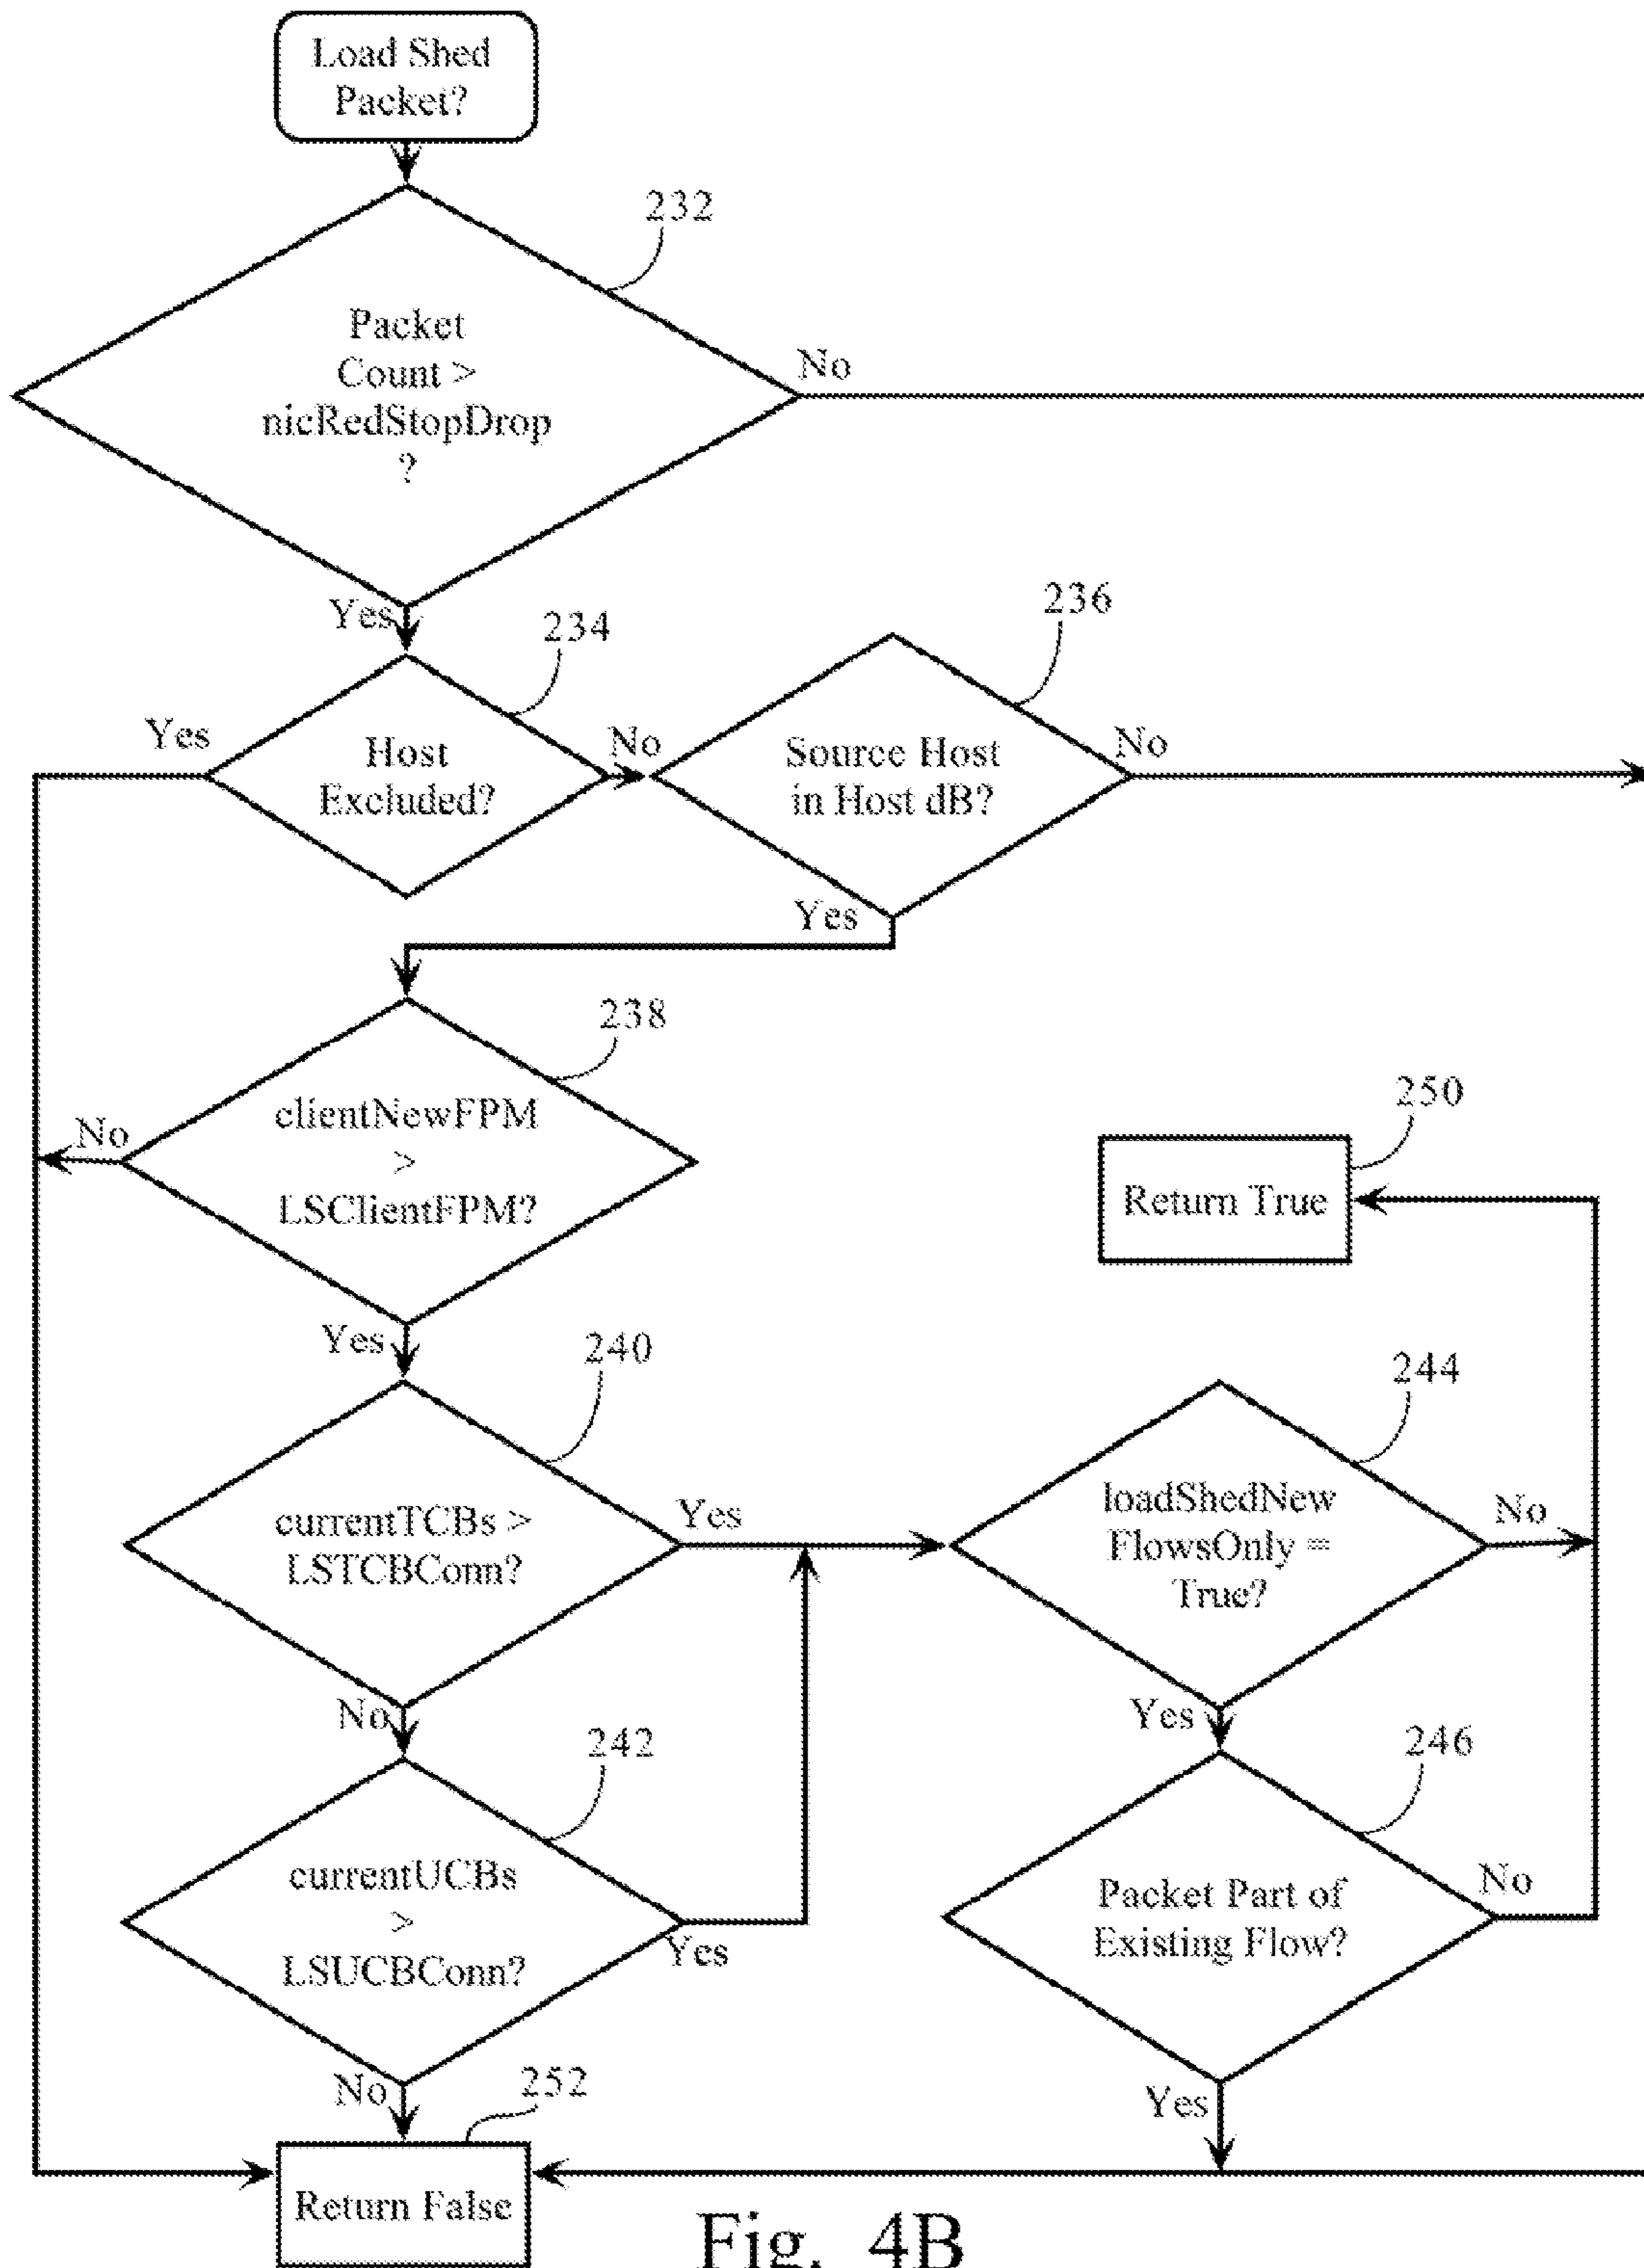 Load Shed
Packet?
232
Packet
Count >
nicRedStopDrop
?
No
Yes
234
236
Yes
Host
Excluded?
No
Source Host
in Host dB?
No
Yes
238
clientNewFPM
>
LSClientFPM?
No
250
Return True
Yes
240
244
currentTCBs >
LSTCBConn?
Yes
loadShedNew
FlowsOnly =
True?
No
No
Yes
242
246
currentUCBs
>
LSUCBConn?
Yes
Packet Part of
Existing Flow?
No
No
252
Yes
Return False
Fig. 4B